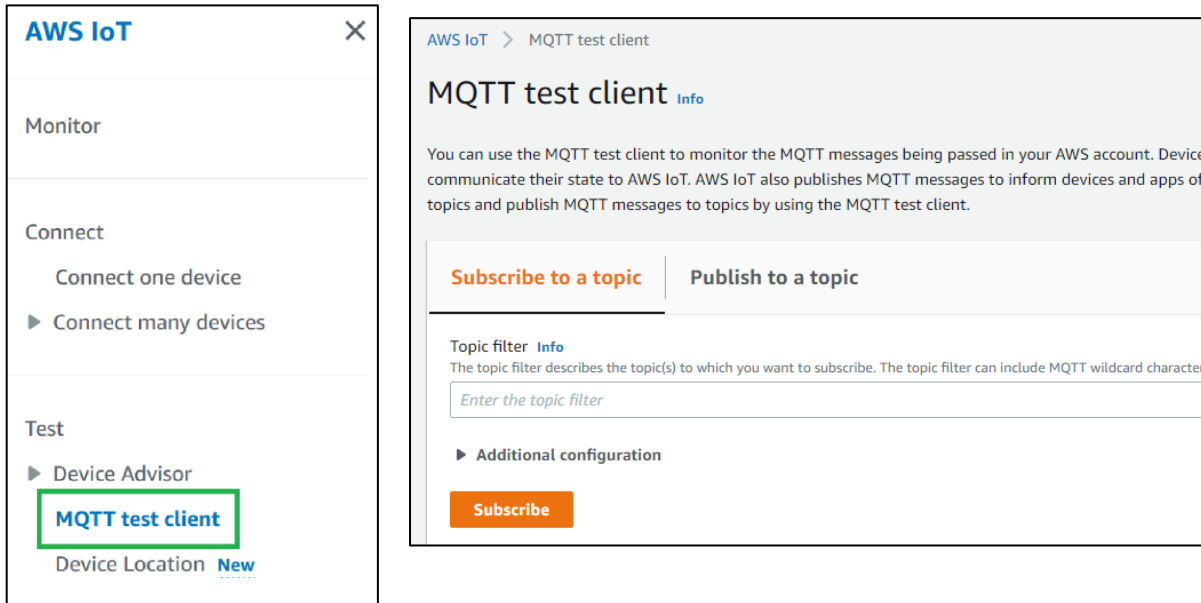 AWS IoT
Monitor
Connect
Connect one device
Connect many devices
Test
Device Advisor
MQTT test client
Device Location New
AWS IoT > MQTT test client
MQTT test client Info
You can use the MQTT test client to monitor the MQTT messages being passed in your AWS account. Device
communicate their state to AWS IoT. AWS IoT also publishes MQTT messages to inform devices and apps of
topics and publish MQTT messages to topics by using the MQTT test client.
Subscribe to a topic Publish to a topic
Topic filter Info
The topic filter describes the topic(s) to which you want to subscribe. The topic filter can include MQTT wildcard character
Enter the topic filter
Additional configuration
Subscribe